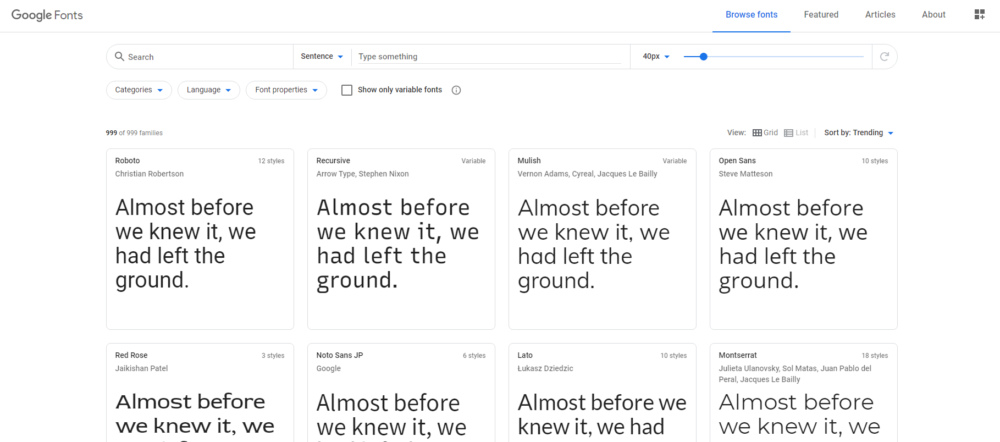 Google Fonts
Browse fonts
Featured
Articles
About
Search
Sentence
Type something
40px
Categories
Language
Font properties
Show only variable fonts
999 of 999 families
View:
Grid
List
Sort by: Trending
Roboto
12 styles
Christian Robertson
Almost before
we knew it, we
had left the
ground.
Recursive
Variable
Arrow Type, Stephen Nixon
Almost before
we knew it, we
had left the
ground.
Mulish
Variable
Vernon Adams, Cyreal, Jacques Le Bailly
Almost before
we knew it, we
had left the
ground.
Open Sans
10 styles
Steve Matteson
Almost before
we knew it, we
had left the
ground.
Red Rose
3 styles
Jaikishan Patel
Almost before
we knew it, we
Noto Sans JP
6 styles
Google
Almost before
we knew it, we
Lato
10 styles
Łukasz Dziedzic
Almost before we
knew it, we had
Montserrat
18 styles
Julieta Ulanovsky, Sol Matas, Juan Pablo del
Peral, Jacques Le Bailly
Almost before
we knew it, we